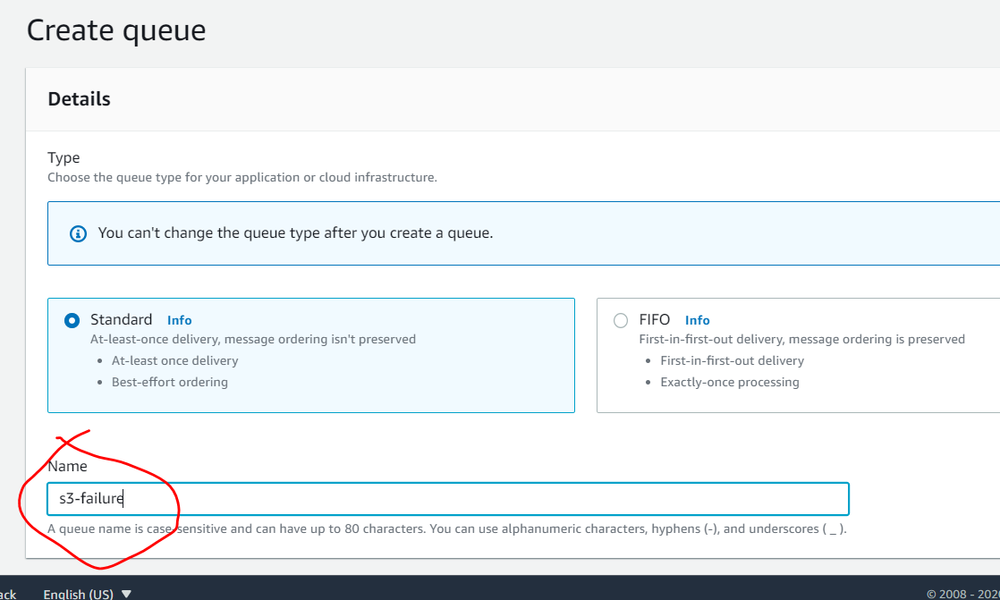 Create queue
Details
Type
Choose the queue type for your application or cloud infrastructure.
You can't change the queue type after you create a queue.
Standard Info
At-least-once delivery, message ordering isn't preserved
• At-least once delivery
• Best-effort ordering
FIFO Info
First-in-first-out delivery, message ordering is preserved
• First-in-first-out delivery
• Exactly-once processing
Name
s3-failure
A queue name is case-sensitive and can have up to 80 characters. You can use alphanumeric characters, hyphens (-), and underscores ( _ ).
English (US) ▼
© 2008 -